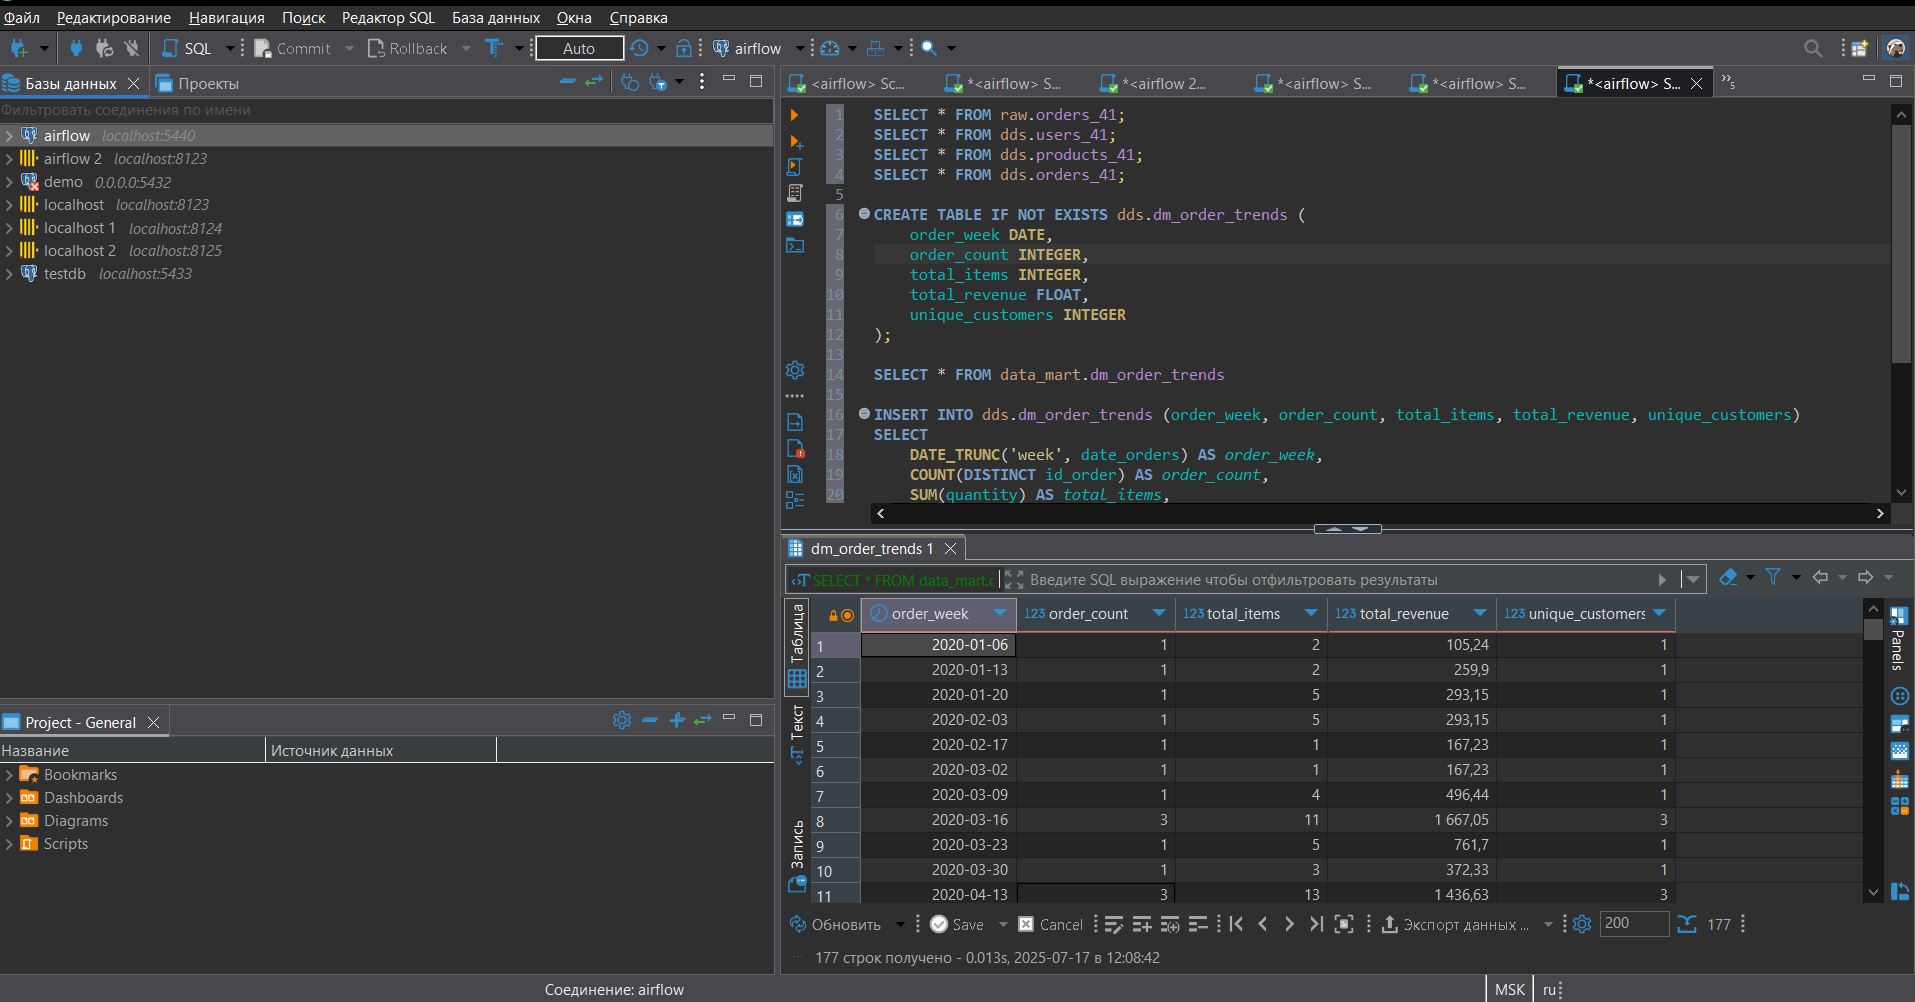 Файл Редактирование Навигация Поиск Редактор SQL База данных Окна Справка
SQL Commit Rollback Auto airflow
Базы данных Проекты
Фильтровать соединения по имени
airflow localhost:5440
airflow 2 localhost:8123
demo 0.0.0.0:5432
localhost localhost:8123
localhost 1 localhost:8124
localhost 2 localhost:8125
testdb localhost:5433
Project - General
Название Источник данных
Bookmarks
Dashboards
Diagrams
Scripts
<airflow> Sc... *<airflow> S... *<airflow 2... *<airflow> S... *<airflow> S... *<airflow> S... »5
1 SELECT * FROM raw.orders_41;
2 SELECT * FROM dds.users_41;
3 SELECT * FROM dds.products_41;
4 SELECT * FROM dds.orders_41;
5
6 CREATE TABLE IF NOT EXISTS dds.dm_order_trends (
7 order_week DATE,
8 order_count INTEGER,
9 total_items INTEGER,
10 total_revenue FLOAT,
11 unique_customers INTEGER
12 );
13
14 SELECT * FROM data_mart.dm_order_trends
15
16 INSERT INTO dds.dm_order_trends (order_week, order_count, total_items, total_revenue, unique_customers)
17 SELECT
18 DATE_TRUNC('week', date_orders) AS order_week,
19 COUNT(DISTINCT id_order) AS order_count,
20 SUM(quantity) AS total_items,
dm_order_trends 1
SELECT * FROM data_mart.d Введите SQL выражение чтобы отфильтровать результаты
Таблица
Текст
Запись
order_week 123 order_count 123 total_items 123 total_revenue 123 unique_customers
1 2020-01-06 1 2 105,24 1
2 2020-01-13 1 2 259,9 1
3 2020-01-20 1 5 293,15 1
4 2020-02-03 1 5 293,15 1
5 2020-02-17 1 1 167,23 1
6 2020-03-02 1 1 167,23 1
7 2020-03-09 1 4 496,44 1
8 2020-03-16 3 11 1 667,05 3
9 2020-03-23 1 5 761,7 1
10 2020-03-30 1 3 372,33 1
11 2020-04-13 3 13 1 436,63 3
Panels
Обновить Save Cancel Экспорт данных ... 200 177
177 строк получено - 0.013s, 2025-07-17 в 12:08:42
Соединение: airflow MSK ru